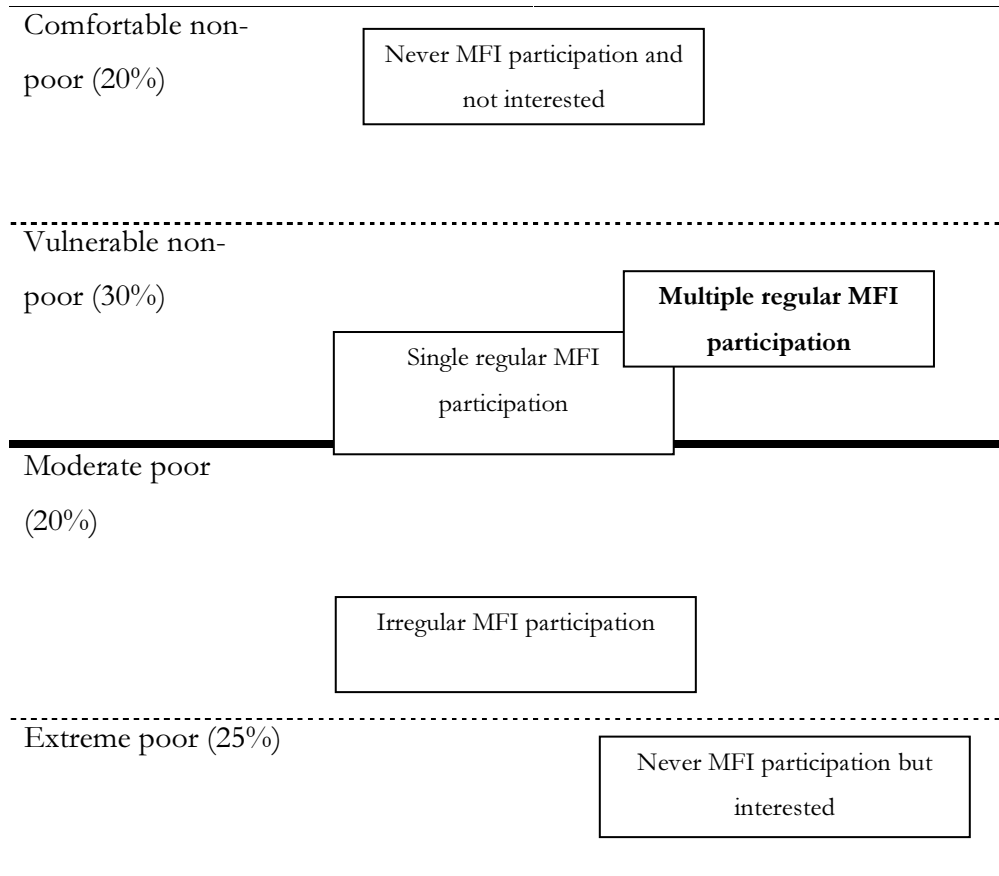 Comfortable non-
poor (20%)
Never MFI participation and
not interested
Vulnerable non-
poor (30%)
Multiple regular MFI
participation
Single regular MFI
participation
Moderate poor
(20%)
Irregular MFI participation
Extreme poor (25%)
Never MFI participation but
interested